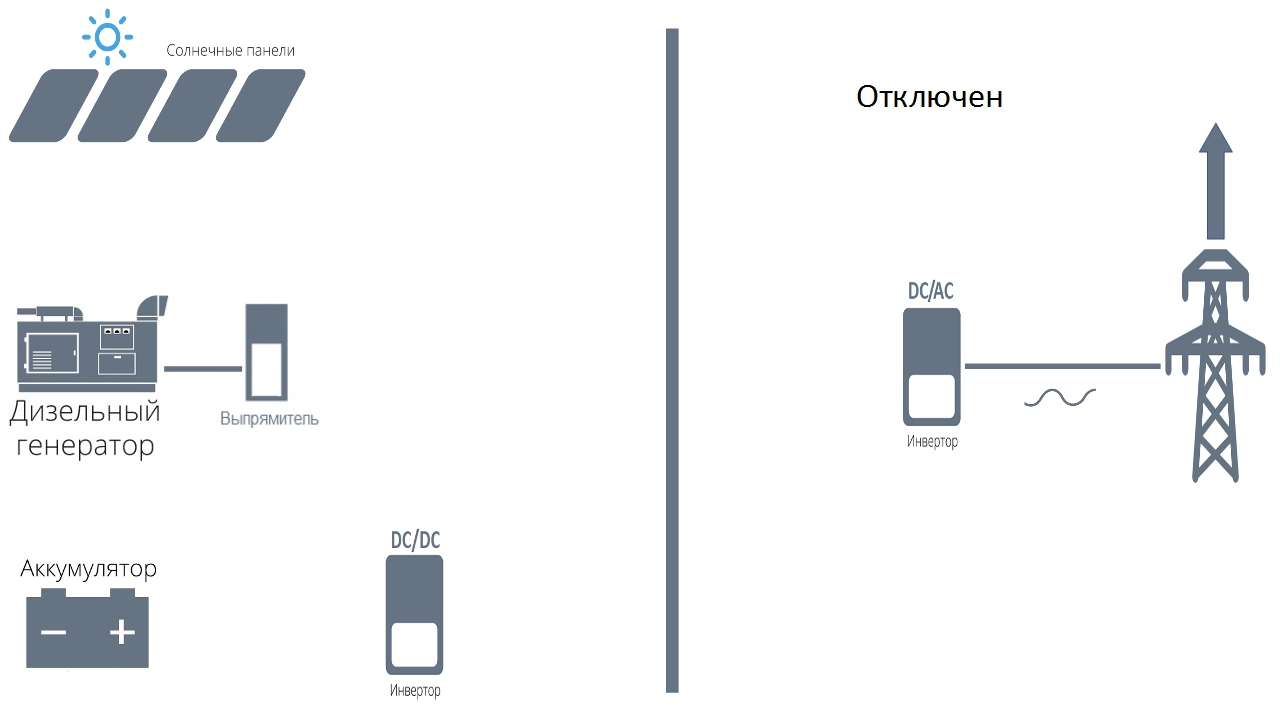 Солнечные панели
Отключен
DC/AC
Инвертор
Дизельный
генератор
Выпрямитель
DC/DC
Аккумулятор
Инвертор